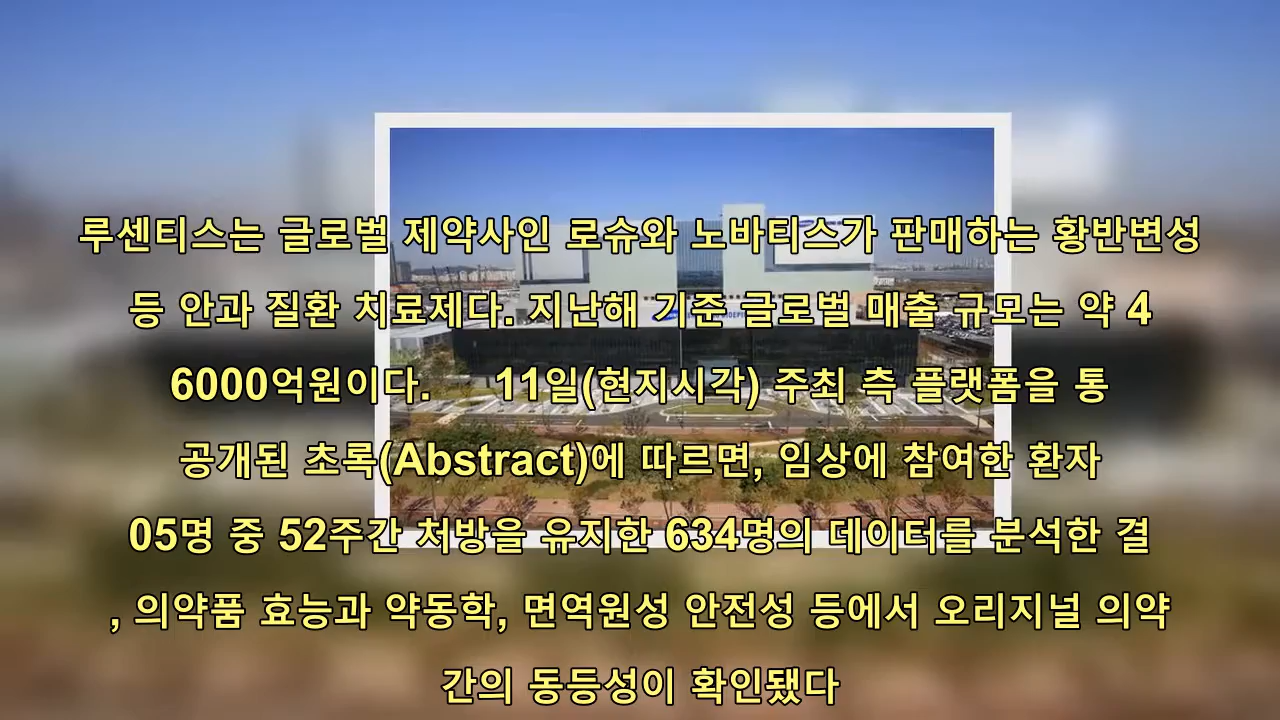 루센티스는 글로벌 제약사인 로슈와 노바티스가 판매하는 황반변성
등 안과 질환 치료제다. 지난해 기준 글로벌 매출 규모는 약 4
6000억원이다. 11일(현지시각) 주최 측 플랫폼을 통
공개된 초록(Abstract)에 따르면, 임상에 참여한 환자
05명 중 52주간 처방을 유지한 634명의 데이터를 분석한 결
, 의약품 효능과 약동학, 면역원성 안전성 등에서 오리지널 의약
간의 동등성이 확인됐다